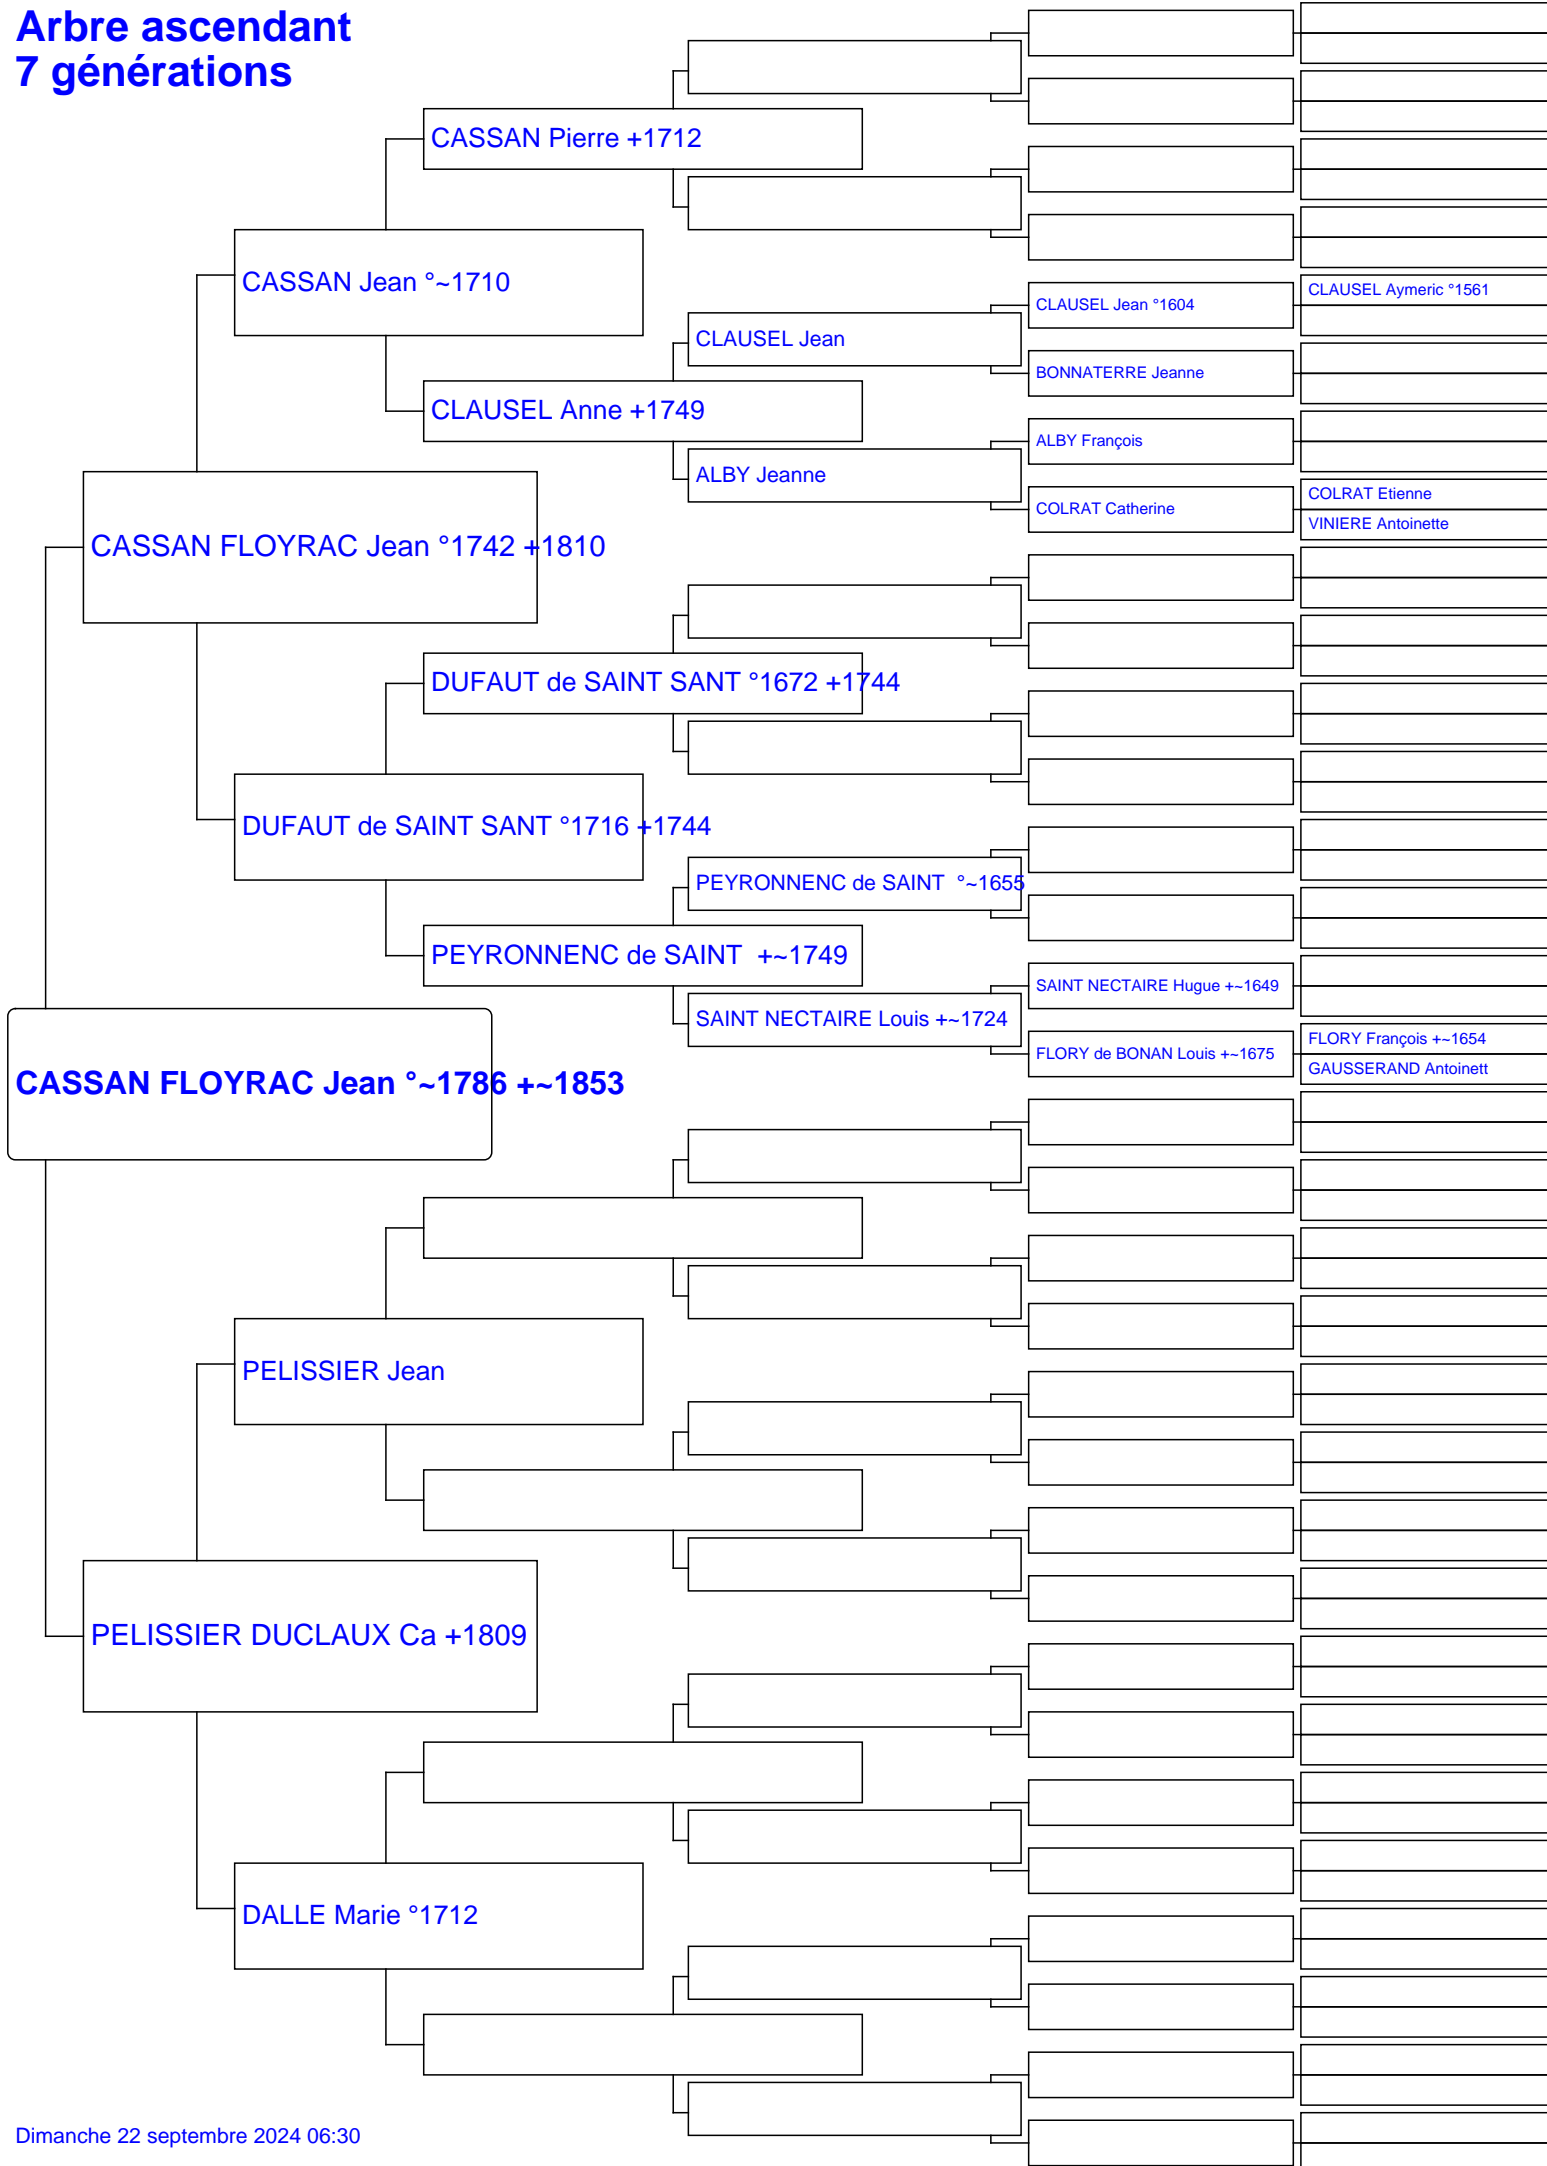 Arbre ascendant
7 générations
CASSAN Pierre +1712
CASSAN Jean °~1710
CLAUSEL Aymeric °1561
CLAUSEL Jean °1604
CLAUSEL Jean
BONNATERRE Jeanne
CLAUSEL Anne +1749
ALBY François
ALBY Jeanne
COLRAT Etienne
COLRAT Catherine
VINIERE Antoinette
CASSAN FLOYRAC Jean °1742 +1810
DUFAUT de SAINT SANT °1672 +1744
DUFAUT de SAINT SANT °1716 +1744
PEYRONNENC de SAINT  °~1655
PEYRONNENC de SAINT  +~1749
SAINT NECTAIRE Hugue +~1649
SAINT NECTAIRE Louis +~1724
FLORY François +~1654
FLORY de BONAN Louis +~1675
GAUSSERAND Antoinett
CASSAN FLOYRAC Jean °~1786 +~1853
PELISSIER Jean
PELISSIER DUCLAUX Ca +1809
DALLE Marie °1712
Dimanche 22 septembre 2024 06:30